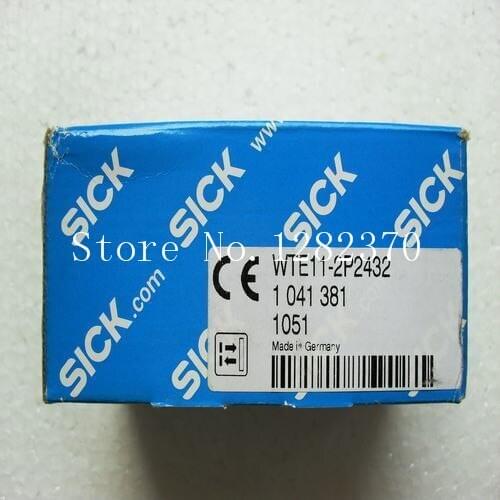 www.
SICK
SICK
SICK
SICK
SICK
SICK.com
SICK
Store No. 1282370
CE
WTE11-2P2432
1 041 381
1051
Made in Germany